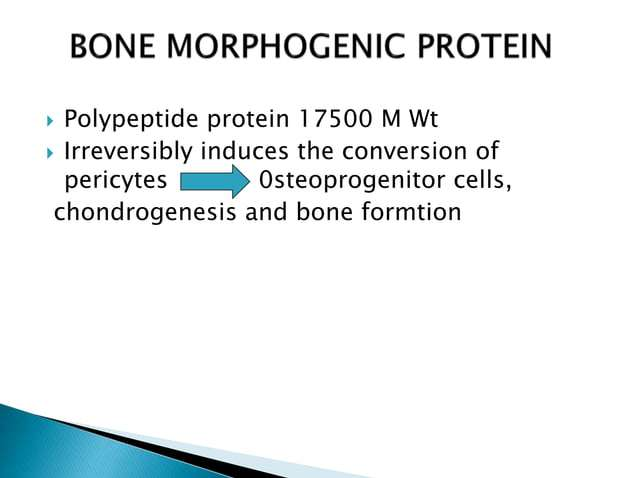 BONE MORPHOGENIC PROTEIN
Polypeptide protein 17500 M Wt
Irreversibly induces the conversion of
pericytes 0steoprogenitor cells,
chondrogenesis and bone formtion